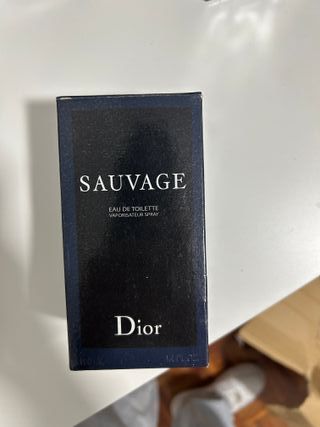 SAUVAGE
EAU DE TOILETTE
VAPORISATEUR SPRAY
Dior